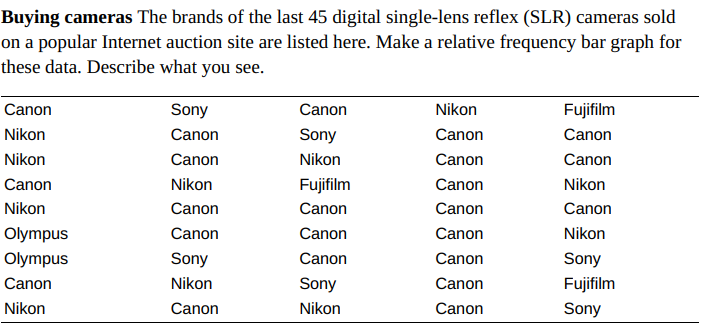 Buying cameras The brands of the last 45 digital single-lens reflex (SLR) cameras sold
on a popular Internet auction site are listed here. Make a relative frequency bar graph for
these data. Describe what you see.
Canon Sony Canon Nikon Fujifilm
Nikon Canon Sony Canon Canon
Nikon Canon Nikon Canon Canon
Canon Nikon Fujifilm Canon Nikon
Nikon Canon Canon Canon Canon
Olympus Canon Canon Canon Nikon
Olympus Sony Canon Canon Sony
Canon Nikon Sony Canon Fujifilm
Nikon Canon Nikon Canon Sony